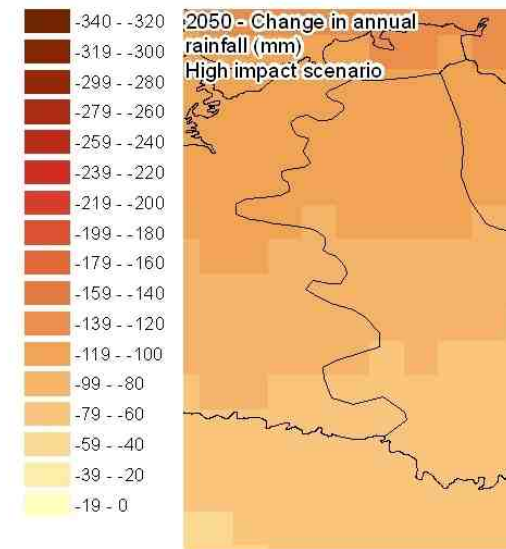 2050 - Change in annual
rainfall (mm)
High impact scenario
-340 - -320
-319 - -300
-299 - -280
-279 - -260
-259 - -240
-239 - -220
-219 - -200
-199 - -180
-179 - -160
-159 - -140
-139 - -120
-119 - -100
-99 - -80
-79 - -60
-59 - -40
-39 - -20
-19 - 0